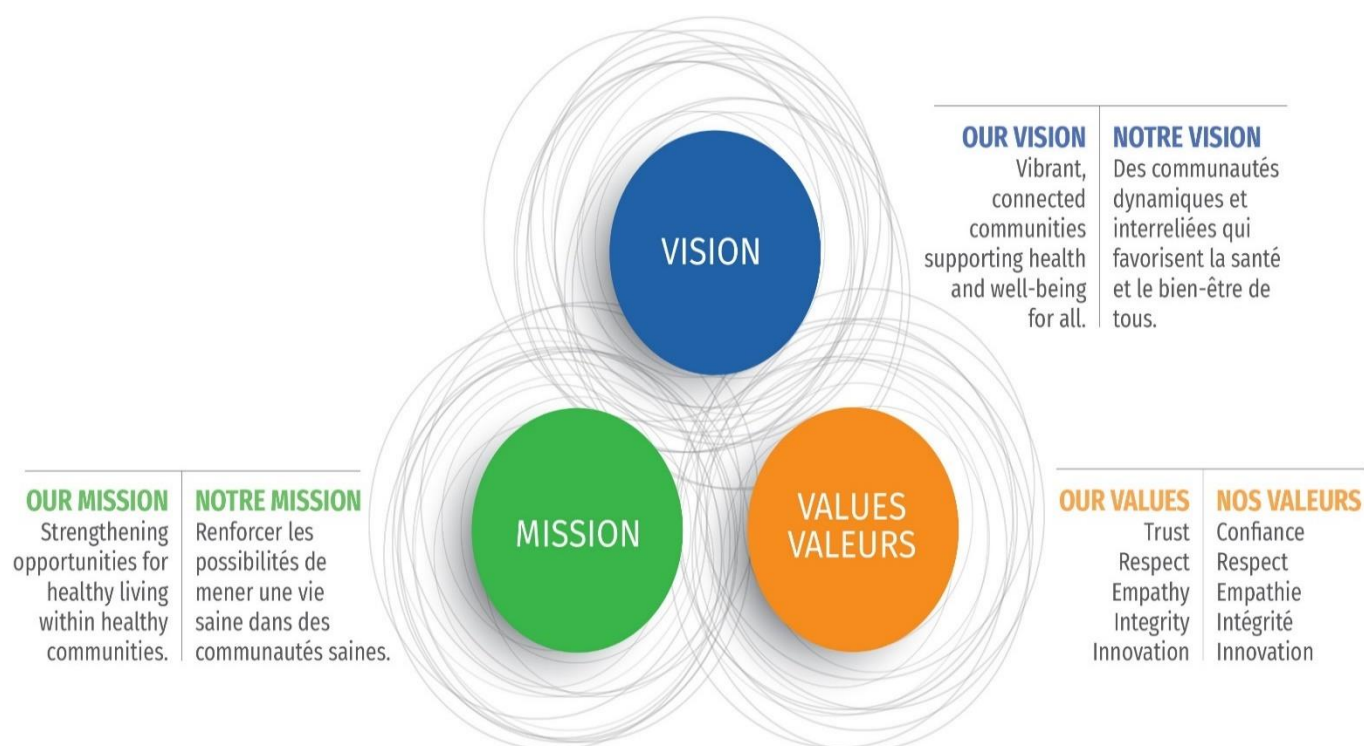 VISION
OUR VISION
Vibrant,
connected
communities
supporting health
and well-being
for all.
NOTRE VISION
Des communautés
dynamiques et
interreliées qui
favorisent la santé
et le bien-être de
tous.
MISSION
OUR MISSION
Strengthening
opportunities for
healthy living
within healthy
communities.
NOTRE MISSION
Renforcer les
possibilités de
mener une vie
saine dans des
communautés saines.
VALUES
VALEURS
OUR VALUES
Trust
Respect
Empathy
Integrity
Innovation
NOS VALEURS
Confiance
Respect
Empathie
Intégrité
Innovation